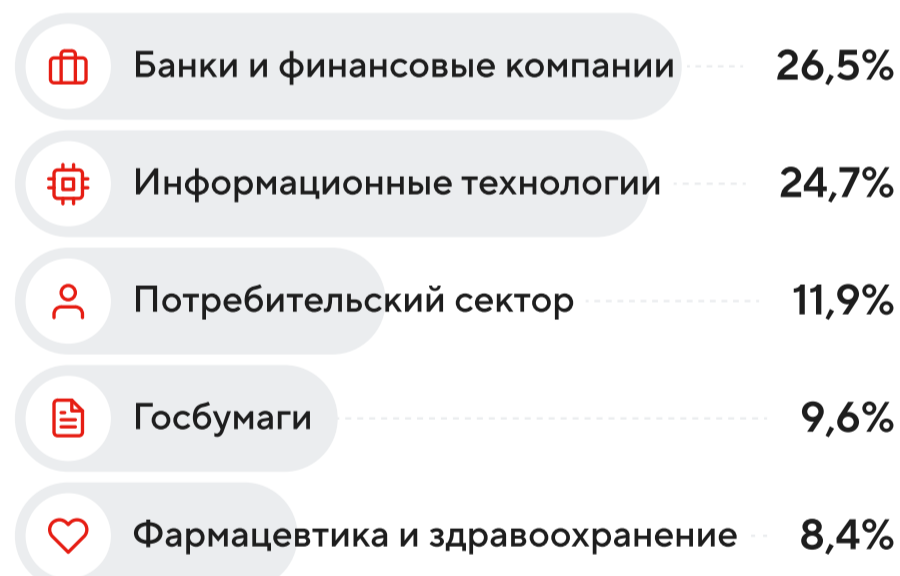 Банки и финансовые компании 26,5%
Информационные технологии 24,7%
Потребительский сектор 11,9%
Госбумаги 9,6%
Фармацевтика и здравоохранение 8,4%